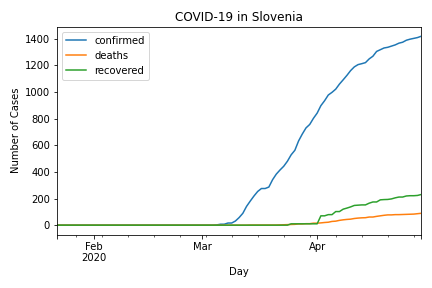 COVID-19 in Slovenia
confirmed
deaths
recovered
Number of Cases
1400
1200
1000
800
600
400
200
0
Feb
2020
Mar
Apr
Day